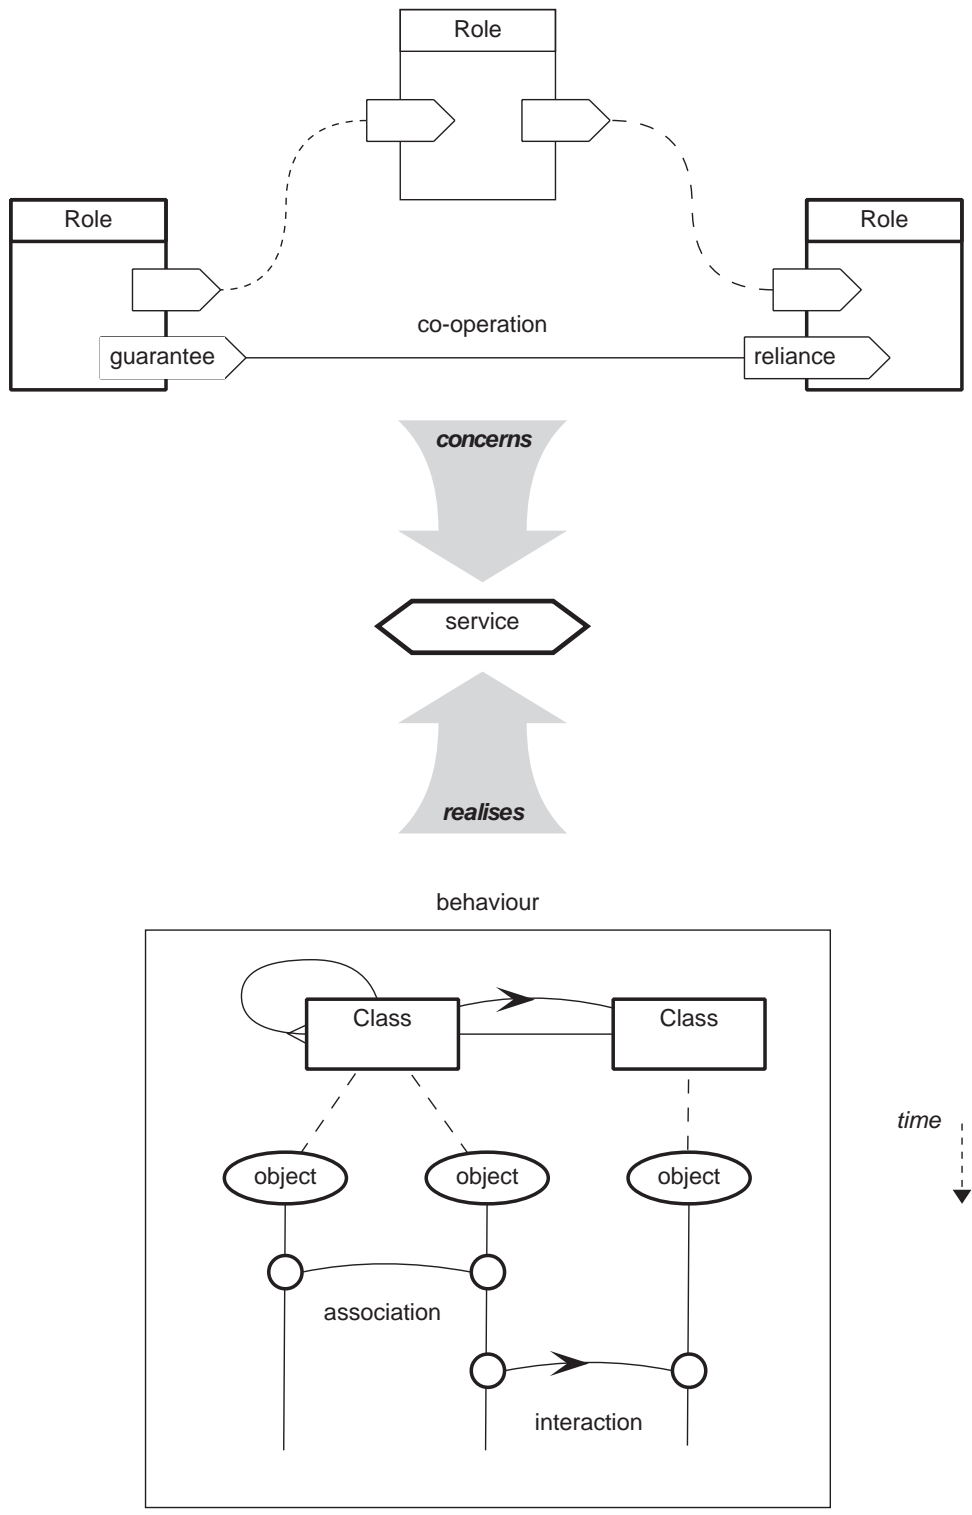 Role
Role
Role
co-operation
guarantee
reliance
concerns
service
realises
behaviour
Class
Class
time
object
object
object
association
interaction